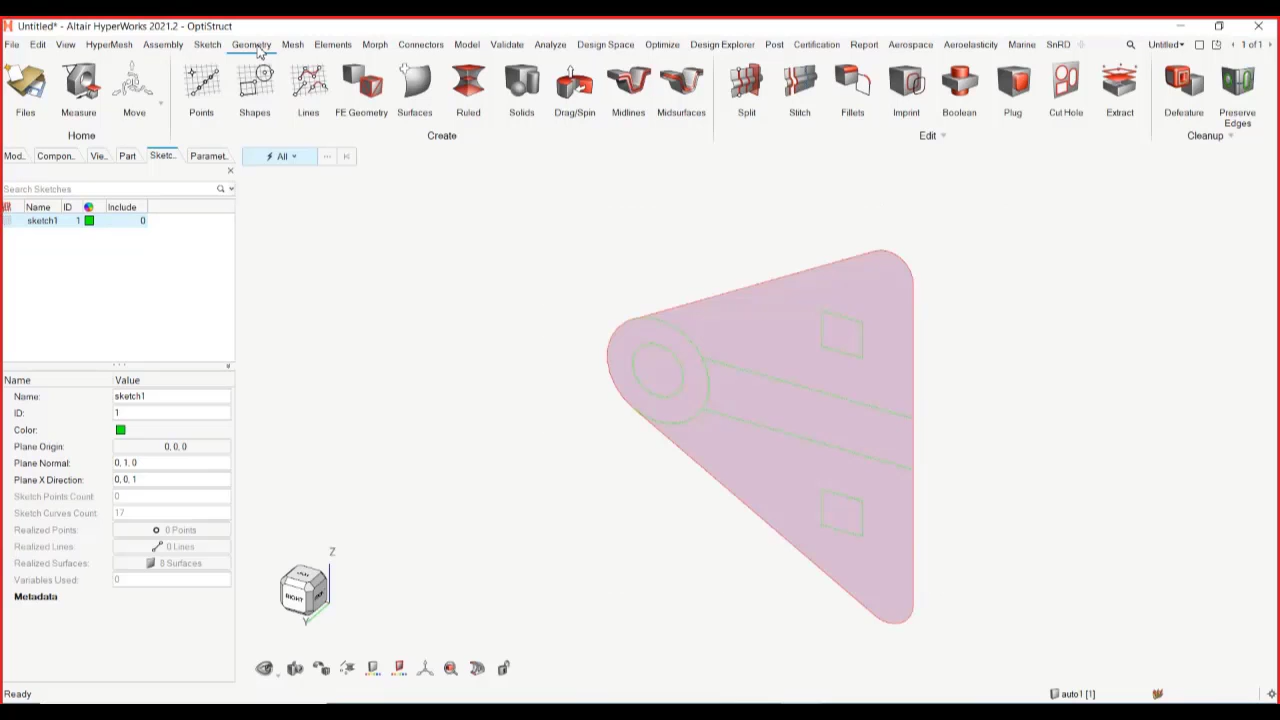 Untitled* - Altair HyperWorks 2021.2 - OptiStruct
File Edit View HyperMesh Assembly Sketch Geometry Mesh Elements Morph Connectors Model Validate Analyze Design Space Optimize Design Explorer Post Certification Report Aerospace Aeroelasticity Marine SnRD Untitled 1 of 1
Files Measure Move Points Shapes Lines FE Geometry Surfaces Ruled Solids Drag/Spin Midlines Midsurfaces Split Stitch Fillets Imprint Boolean Plug Cut Hole Extract Defeature Preserve Edges
Home Create Edit Cleanup
Mod.. Compon.. Vie.. Part Sketc.. Paramet.. All
Search Sketches
Name ID Include
sketch1 1 0
Name Value
Name: sketch1
ID: 1
Color:
Plane Origin: 0, 0, 0
Plane Normal: 0, 1, 0
Plane X Direction: 0, 0, 1
Sketch Points Count: 0
Sketch Curves Count: 17
Realized Points: 0 Points
Realized Lines: 0 Lines
Realized Surfaces: 8 Surfaces
Variables Used: 0
Metadata
Z
RIGHT
Y
Ready auto1 [1]